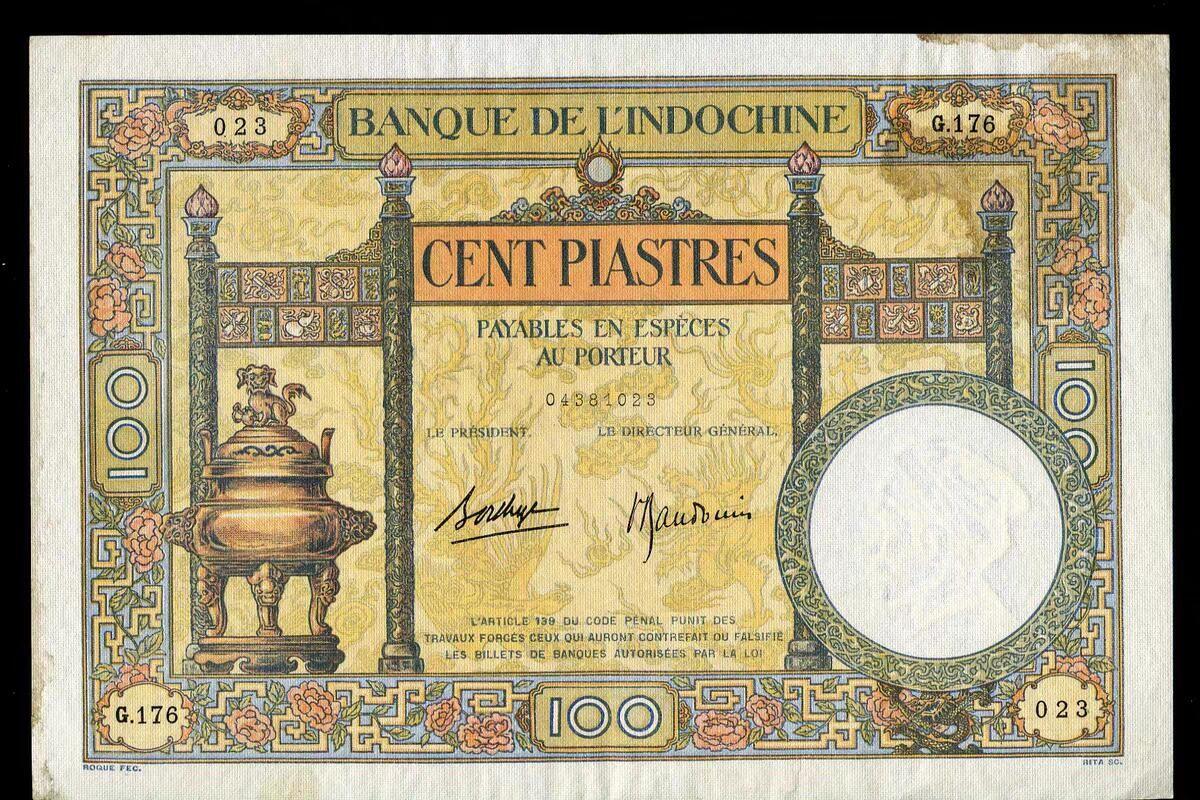 BANQUE DE L'INDOCHINE
023
G.176
CENT PIASTRES
PAYABLES EN ESPÈCES
AU PORTEUR
04381023
LE PRÉSIDENT.
LE DIRECTEUR GÉNÉRAL.
100
100
L'ARTICLE 139 DU CODE PÉNAL PUNIT DES
TRAVAUX FORCÉS CEUX QUI AURONT CONTREFAIT OU FALSIFIÉ
LES BILLETS DE BANQUES AUTORISÉES PAR LA LOI
G.176
100
023
ROQUE FEC.
RITA SC.